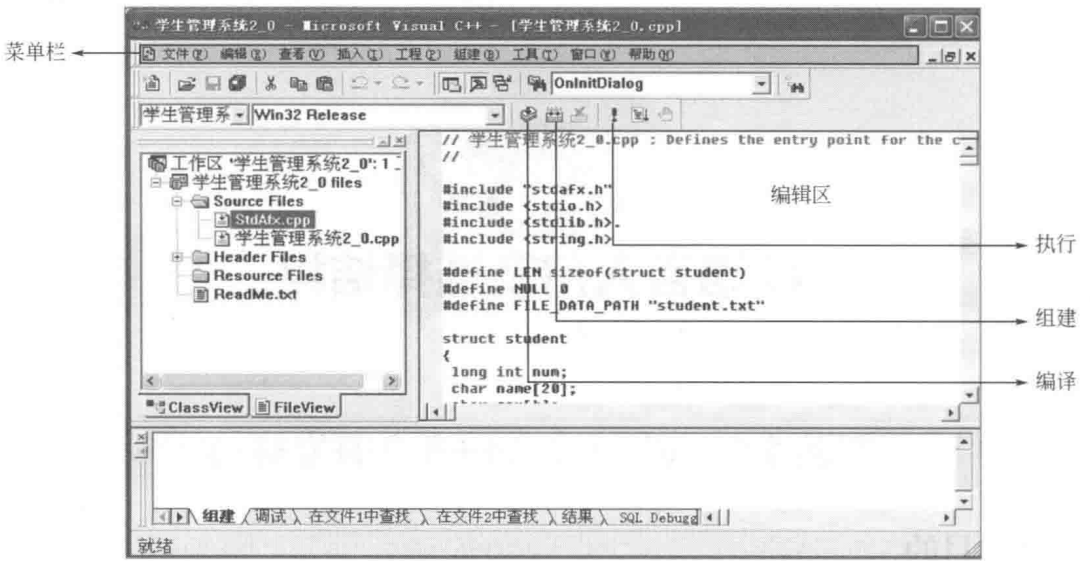 学生管理系统2_0 - Microsoft Visual C++ - [学生管理系统2_0.cpp]
菜单栏
文件(F) 编辑(E) 查看(V) 插入(I) 工程(P) 组建(B) 工具(T) 窗口(W) 帮助(H)
OnInitDialog
学生管理系 Win32 Release
工作区 '学生管理系统2_0': 1
学生管理系统2_0 files
Source Files
StdAfx.cpp
学生管理系统2_0.cpp
Header Files
Resource Files
ReadMe.txt
ClassView FileView
// 学生管理系统2_0.cpp : Defines the entry point for the c
//
#include "stdafx.h"
#include <stdio.h>
#include <stdlib.h>
#include <string.h>
#define LEN sizeof(struct student)
#define NULL 0
#define FILE_DATA_PATH "student.txt"
struct student
{
long int num;
char name[20];
编辑区
执行
组建
编译
组建 调试 在文件1中查找 在文件2中查找 结果 SQL Debugg
就绪